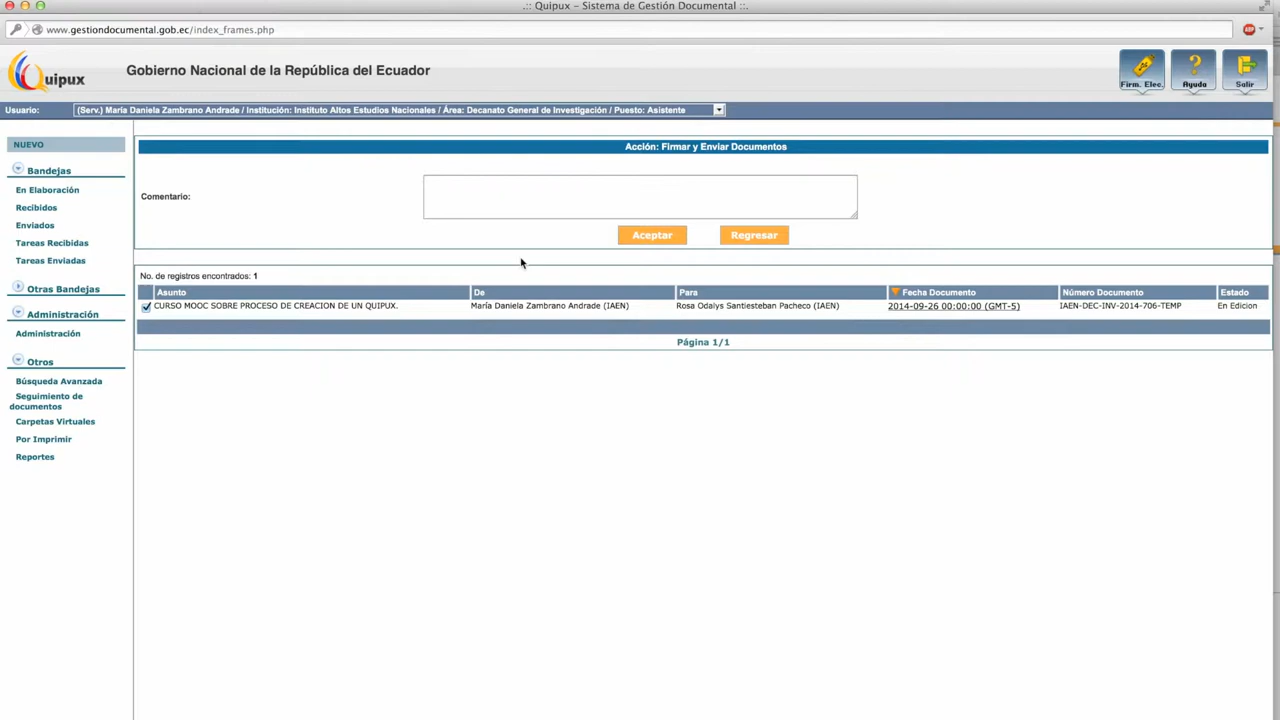 .:: Quipux - Sistema de Gestión Documental ::.
www.gestiondocumental.gob.ec/index_frames.php
Quipux
Gobierno Nacional de la República del Ecuador
Firm. Elec.
Ayuda
Salir
ABP
Usuario:
(Serv.) María Daniela Zambrano Andrade / Institución: Instituto Altos Estudios Nacionales / Área: Decanato General de Investigación / Puesto: Asistente
NUEVO
Bandejas
En Elaboración
Recibidos
Enviados
Tareas Recibidas
Tareas Enviadas
Otras Bandejas
Administración
Administración
Otros
Búsqueda Avanzada
Seguimiento de
documentos
Carpetas Virtuales
Por Imprimir
Reportes
Acción: Firmar y Enviar Documentos
Comentario:
Aceptar
Regresar
No. de registros encontrados: 1
Asunto De Para Fecha Documento Número Documento Estado
CURSO MOOC SOBRE PROCESO DE CREACION DE UN QUIPUX. María Daniela Zambrano Andrade (IAEN) Rosa Odalys Santiesteban Pacheco (IAEN) 2014-09-26 00:00:00 (GMT-5) IAEN-DEC-INV-2014-706-TEMP En Edicion
Página 1/1